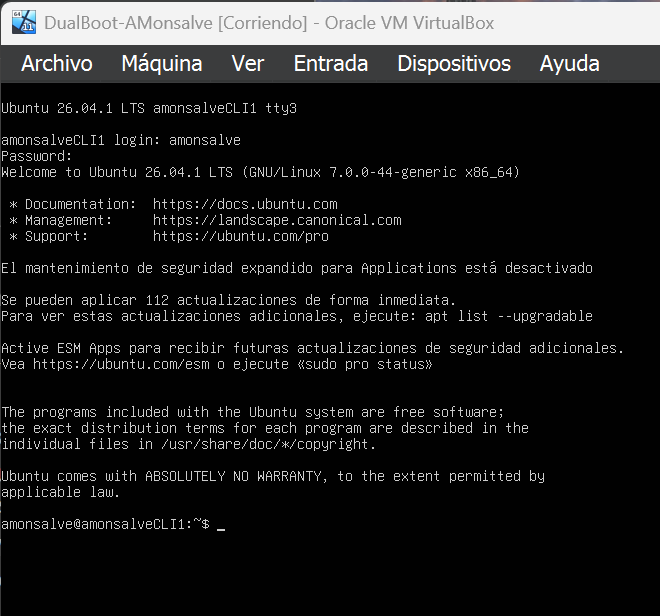 DualBoot-AMonsalve [Corriendo] - Oracle VM VirtualBox
Archivo Máquina Ver Entrada Dispositivos Ayuda
Ubuntu 26.04.1 LTS amonsalveCLI1 tty3
amonsalveCLI1 login: amonsalve
Password:
Welcome to Ubuntu 26.04.1 LTS (GNU/Linux 7.0.0-44-generic x86_64)
* Documentation:  https://docs.ubuntu.com
* Management:     https://landscape.canonical.com
* Support:        https://ubuntu.com/pro
El mantenimiento de seguridad expandido para Applications está desactivado
Se pueden aplicar 112 actualizaciones de forma inmediata.
Para ver estas actualizaciones adicionales, ejecute: apt list --upgradable
Active ESM Apps para recibir futuras actualizaciones de seguridad adicionales.
Vea https://ubuntu.com/esm o ejecute «sudo pro status»
The programs included with the Ubuntu system are free software;
the exact distribution terms for each program are described in the
individual files in /usr/share/doc/*/copyright.
Ubuntu comes with ABSOLUTELY NO WARRANTY, to the extent permitted by
applicable law.
amonsalve@amonsalveCLI1:~$ _